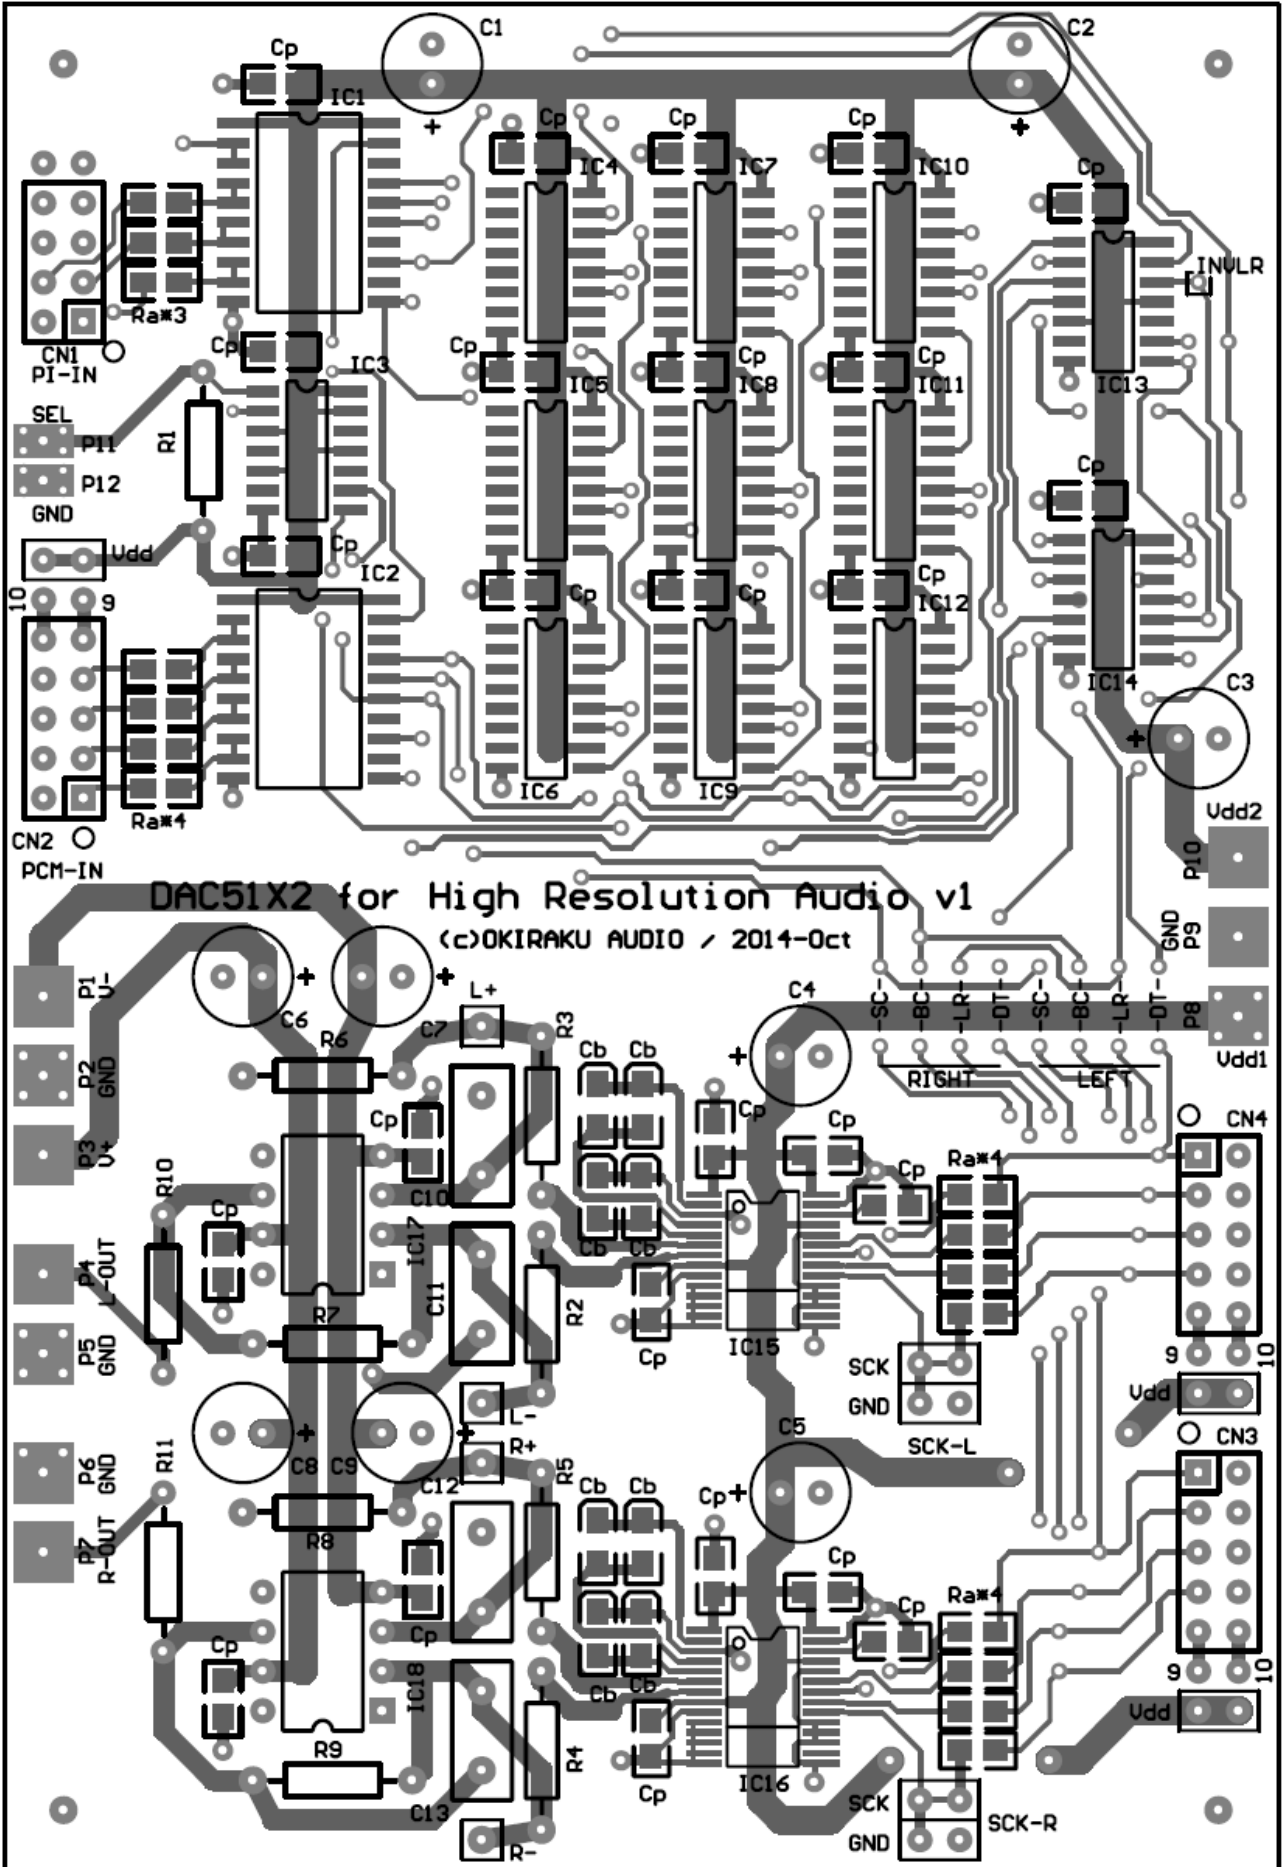 C1
C2
Cp
IC1
+
+
Cp
Cp
Cp
IC4
IC7
IC10
Cp
INVLR
Ra*3
CN1
PI-IN
Cp
IC3
Cp
IC5
Cp
IC8
Cp
IC11
IC13
SEL
P11
R1
P12
GND
Cp
Vdd
Cp
IC2
10
9
Cp
Cp
Cp
IC12
IC14
C3
+
IC6
IC9
Ra*4
CN2
PCM-IN
Vdd2
P10
DAC51X2 for High Resolution Audio v1
(c)OKIRAKU AUDIO / 2014-Oct
GND
P9
P1
V-
+
+
C6
C7
L+
R3
C4
+
-SC-
-BC-
-LR-
-DT-
-SC-
-BC-
-LR-
-DT-
P8
Vdd1
RIGHT
LEFT
P2
GND
R6
Cb
Cb
Cp
Cp
Cp
CN4
P3
V+
R10
C10
Cp
Cp
Ra*4
IC17
Cb
Cb
P4
L-OUT
C11
R7
R2
Cp
IC15
P5
GND
SCK
GND
SCK-L
9
10
Vdd
L-
R+
+
+
C8
C9
C12
R11
P6
GND
R5
C5
+
CN3
R8
Cb
Cb
Cp
Cp
Cp
Ra*4
P7
R-OUT
Cp
Cp
IC18
Cb
Cb
R9
C13
R4
Cp
IC16
R-
9
10
Vdd
SCK
GND
SCK-R